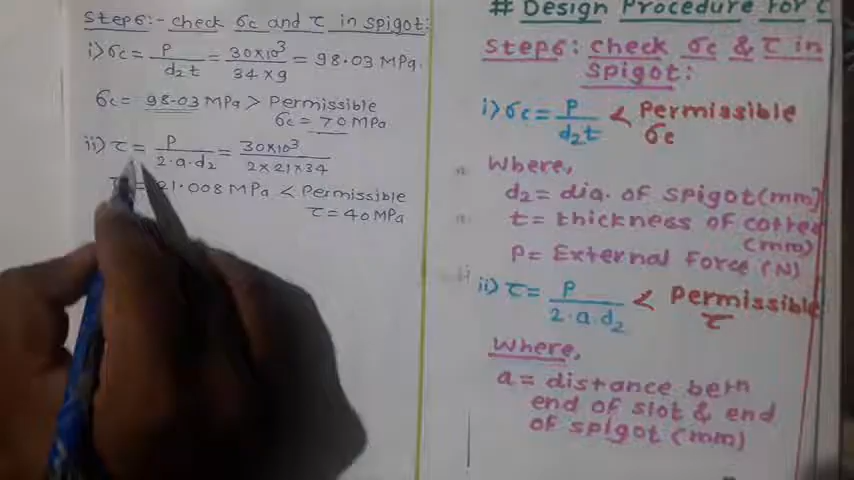 Step6:- check σc and τ in spigot:
i) σc = P / d2 t = 30×10³ / 34×9 = 98.03 MPa.
σc = 98.03 MPa > Permissible
σc = 70 MPa
ii) τ = P / 2·a·d2 = 30×10³ / 2×21×34
= 21.008 MPa < Permissible
τ = 40 MPa
# Design Procedure for
Step6: check σc & τ in
spigot:
i) σc = P / d2t < Permissible
σc
Where,
d2 = dia. of spigot (mm)
t = thickness of cotter
(mm)
P = External force (N)
ii) τ = P / 2·a·d2 < Permissible
τ
Where,
a = distance betn
end of slot & end
of spigot (mm)